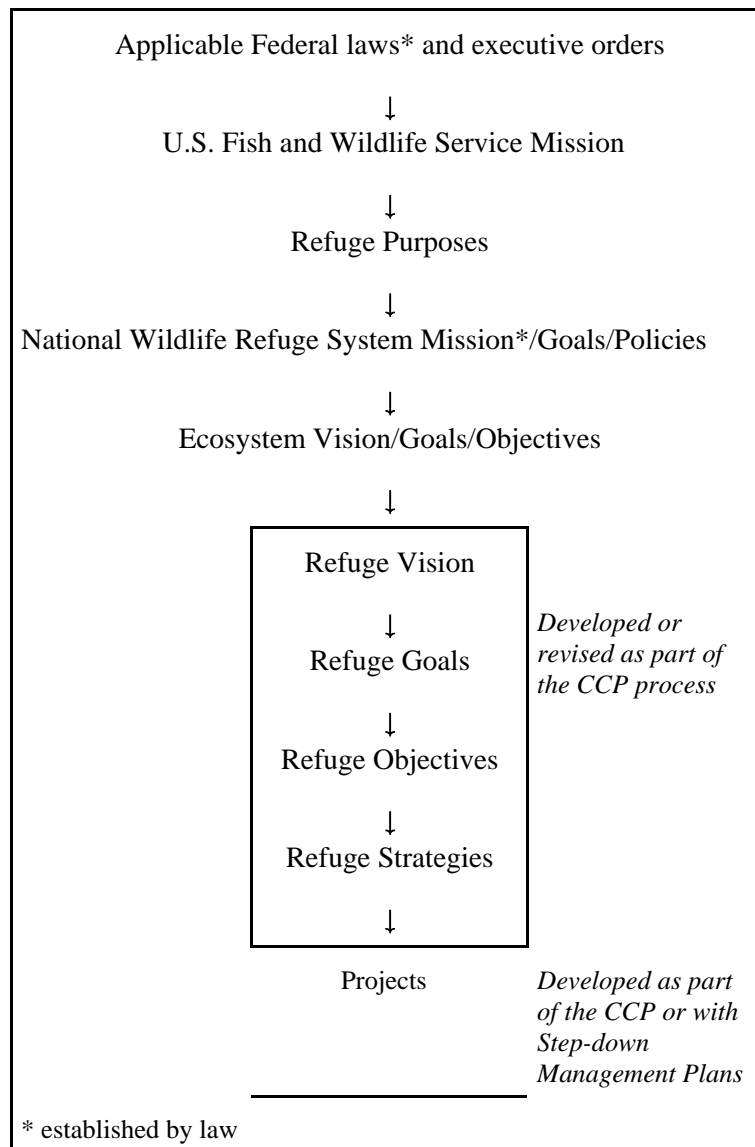 Applicable Federal laws* and executive orders
↓
U.S. Fish and Wildlife Service Mission
↓
Refuge Purposes
↓
National Wildlife Refuge System Mission*/Goals/Policies
↓
Ecosystem Vision/Goals/Objectives
↓
Refuge Vision
↓
Refuge Goals
↓
Refuge Objectives
↓
Refuge Strategies
↓
Developed or
revised as part of
the CCP process
Projects
Developed as part
of the CCP or with
Step-down
Management Plans
* established by law